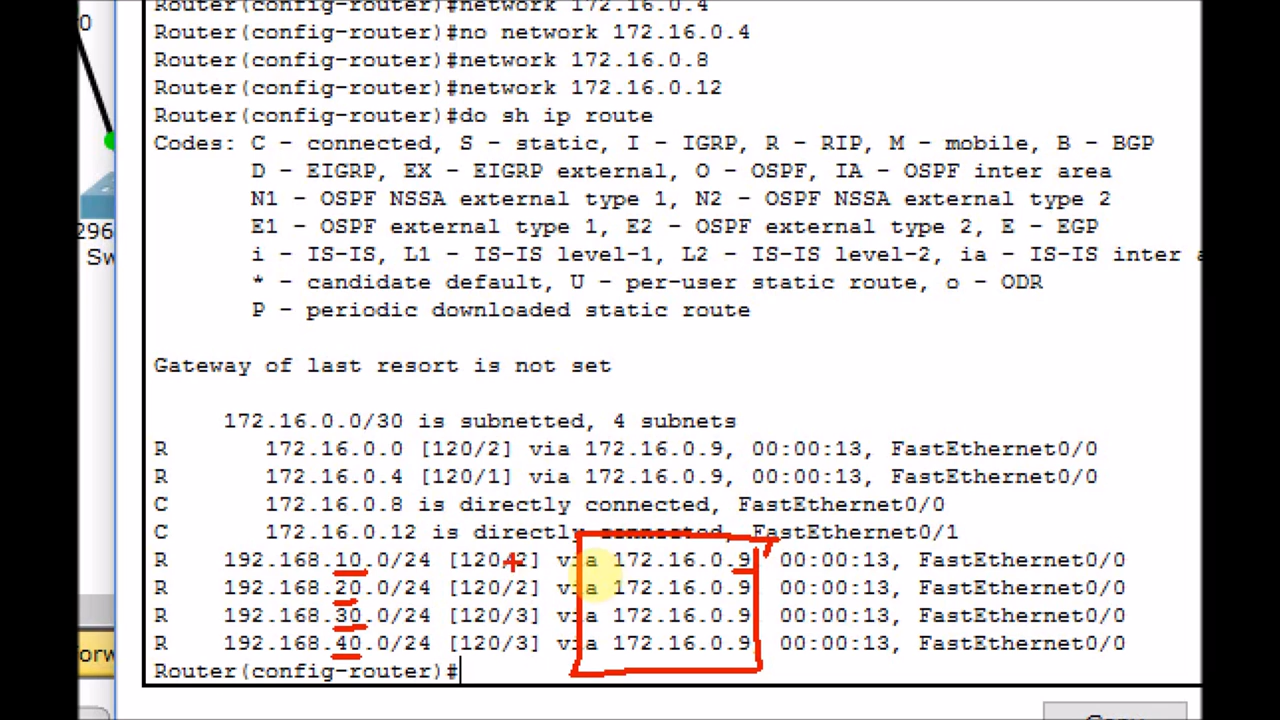 Router(config-router)#network 172.16.0.4
0
Router(config-router)#no network 172.16.0.4
Router(config-router)#network 172.16.0.8
Router(config-router)#network 172.16.0.12
Router(config-router)#do sh ip route
Codes: C - connected, S - static, I - IGRP, R - RIP, M - mobile, B - BGP
D - EIGRP, EX - EIGRP external, O - OSPF, IA - OSPF inter area
N1 - OSPF NSSA external type 1, N2 - OSPF NSSA external type 2
E1 - OSPF external type 1, E2 - OSPF external type 2, E - EGP
296
i - IS-IS, L1 - IS-IS level-1, L2 - IS-IS level-2, ia - IS-IS inter a
Sw
* - candidate default, U - per-user static route, o - ODR
P - periodic downloaded static route
Gateway of last resort is not set
172.16.0.0/30 is subnetted, 4 subnets
R 172.16.0.0 [120/2] via 172.16.0.9, 00:00:13, FastEthernet0/0
R 172.16.0.4 [120/1] via 172.16.0.9, 00:00:13, FastEthernet0/0
C 172.16.0.8 is directly connected, FastEthernet0/0
C 172.16.0.12 is directly connected, FastEthernet0/1
R 192.168.10.0/24 [120/2] via 172.16.0.9, 00:00:13, FastEthernet0/0
R 192.168.20.0/24 [120/2] via 172.16.0.9 00:00:13, FastEthernet0/0
R 192.168.30.0/24 [120/3] via 172.16.0.9 00:00:13, FastEthernet0/0
R 192.168.40.0/24 [120/3] via 172.16.0.9 00:00:13, FastEthernet0/0
orw
Router(config-router)#